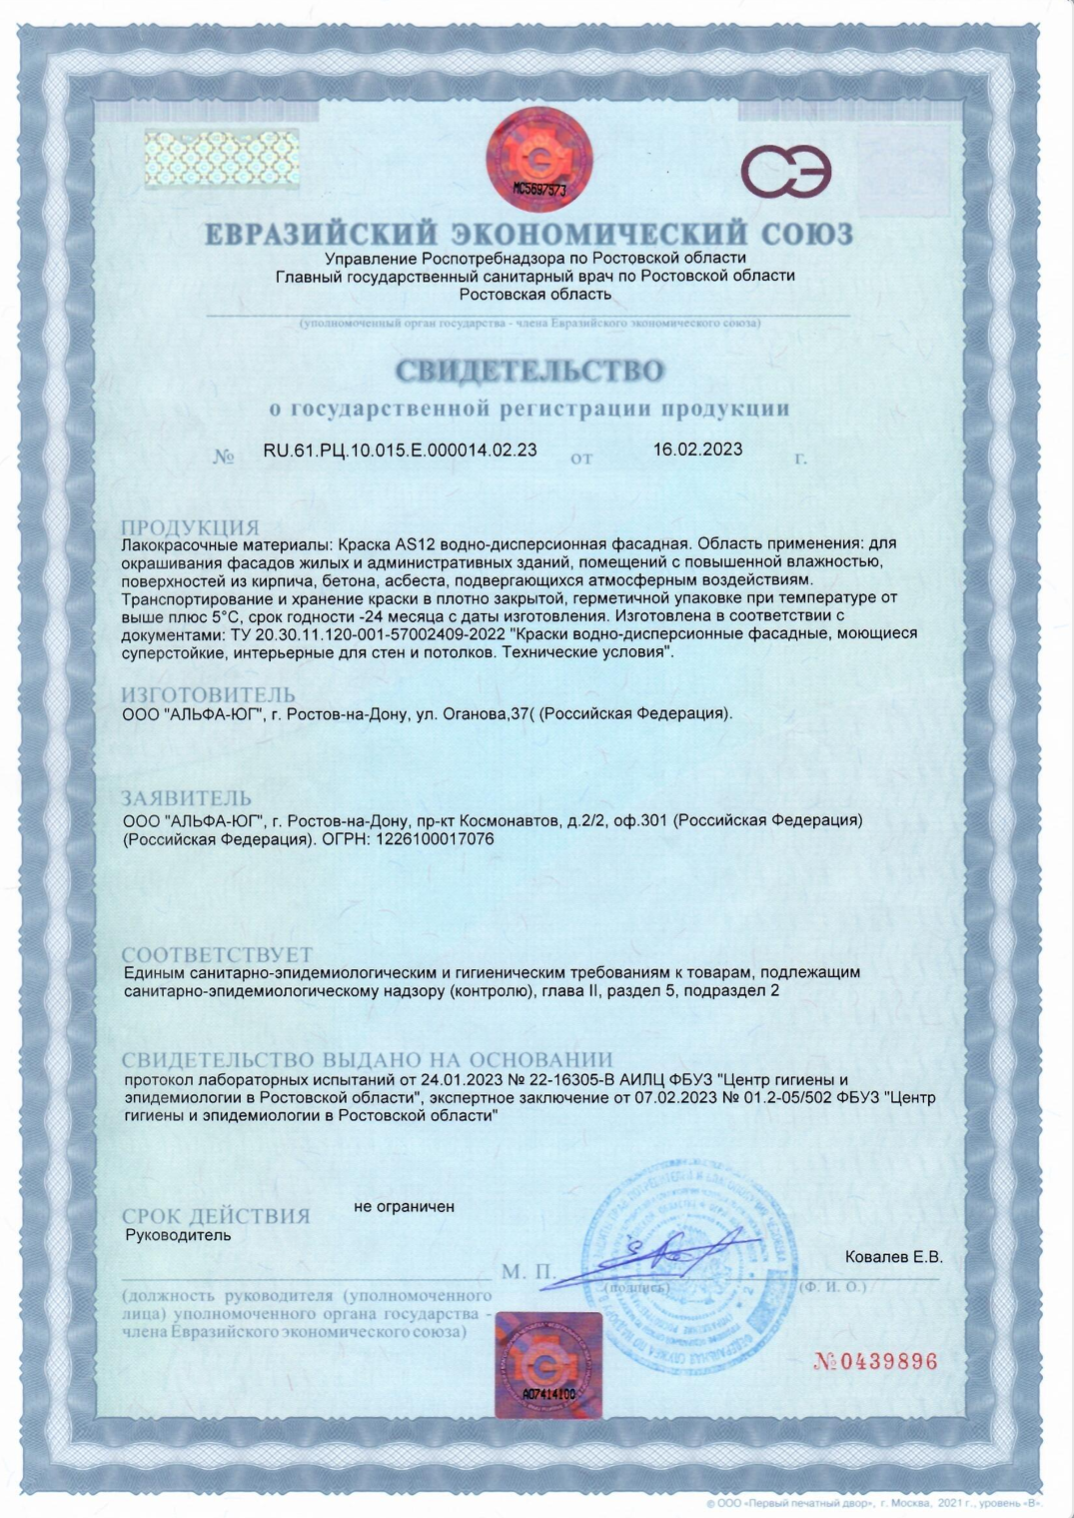 МС5697573
СЭ
ЕВРАЗИЙСКИЙ ЭКОНОМИЧЕСКИЙ СОЮЗ
Управление Роспотребнадзора по Ростовской области
Главный государственный санитарный врач по Ростовской области
Ростовская область
(уполномоченный орган государства - члена Евразийского экономического союза)
СВИДЕТЕЛЬСТВО
о государственной регистрации продукции
№ RU.61.РЦ.10.015.Е.000014.02.23 от 16.02.2023 г.
ПРОДУКЦИЯ
Лакокрасочные материалы: Краска AS12 водно-дисперсионная фасадная. Область применения: для
окрашивания фасадов жилых и административных зданий, помещений с повышенной влажностью,
поверхностей из кирпича, бетона, асбеста, подвергающихся атмосферным воздействиям.
Транспортирование и хранение краски в плотно закрытой, герметичной упаковке при температуре от
выше плюс 5°С, срок годности -24 месяца с даты изготовления. Изготовлена в соответствии с
документами: ТУ 20.30.11.120-001-57002409-2022 "Краски водно-дисперсионные фасадные, моющиеся
суперстойкие, интерьерные для стен и потолков. Технические условия".
ИЗГОТОВИТЕЛЬ
ООО "АЛЬФА-ЮГ", г. Ростов-на-Дону, ул. Оганова,37( (Российская Федерация).
ЗАЯВИТЕЛЬ
ООО "АЛЬФА-ЮГ", г. Ростов-на-Дону, пр-кт Космонавтов, д.2/2, оф.301 (Российская Федерация)
(Российская Федерация). ОГРН: 1226100017076
СООТВЕТСТВУЕТ
Единым санитарно-эпидемиологическим и гигиеническим требованиям к товарам, подлежащим
санитарно-эпидемиологическому надзору (контролю), глава II, раздел 5, подраздел 2
СВИДЕТЕЛЬСТВО ВЫДАНО НА ОСНОВАНИИ
протокол лабораторных испытаний от 24.01.2023 № 22-16305-В АИЛЦ ФБУЗ "Центр гигиены и
эпидемиологии в Ростовской области", экспертное заключение от 07.02.2023 № 01.2-05/502 ФБУЗ "Центр
гигиены и эпидемиологии в Ростовской области"
СРОК ДЕЙСТВИЯ не ограничен
Руководитель
Ковалев Е.В.
М. П. (подпись) (Ф. И. О.)
(должность руководителя (уполномоченного
лица) уполномоченного органа государства -
члена Евразийского экономического союза)
№0439896
А07414100
© ООО «Первый печатный двор», г. Москва, 2021 г., уровень «В».